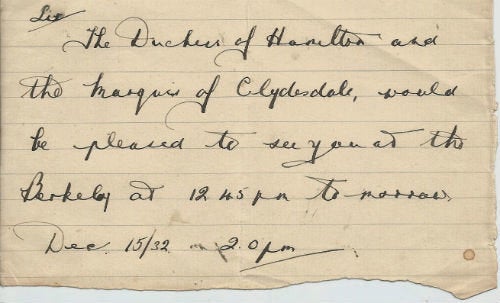 Sir
The Duchess of Hamilton and
the Marquis of Clydesdale, would
be pleased to see you at the
Berkeley at 12 45 pm to-morrow
Dec. 15/32 2.0 pm